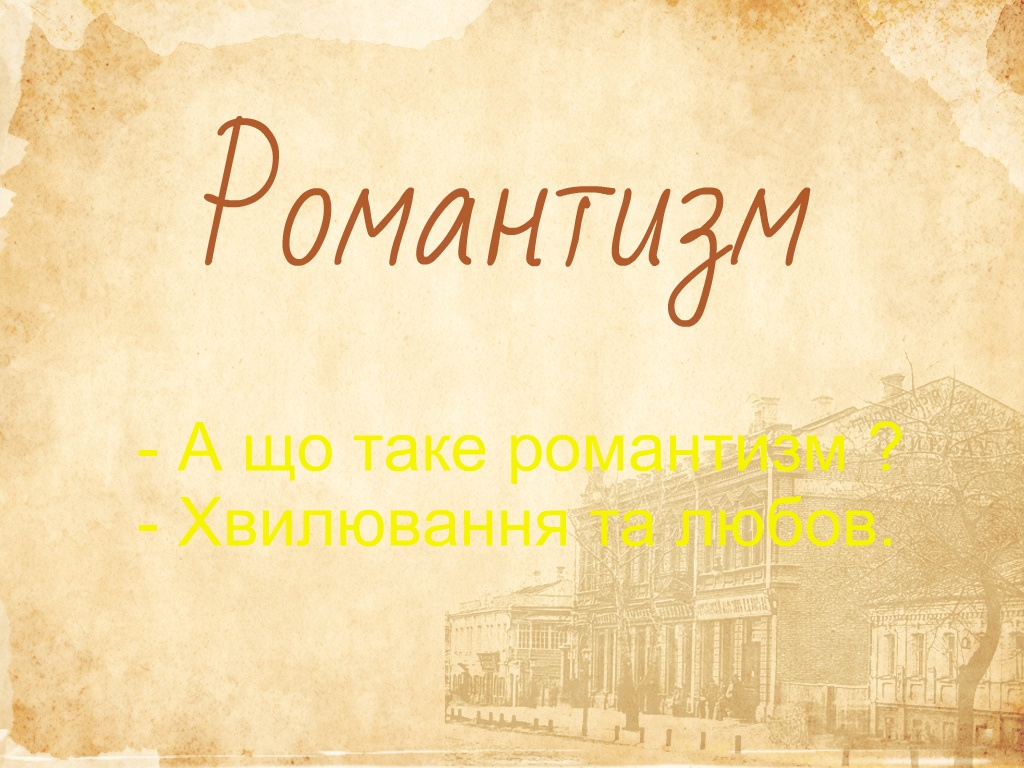 Романтизм
- А що таке романтизм ?
- Хвилювання та любов.